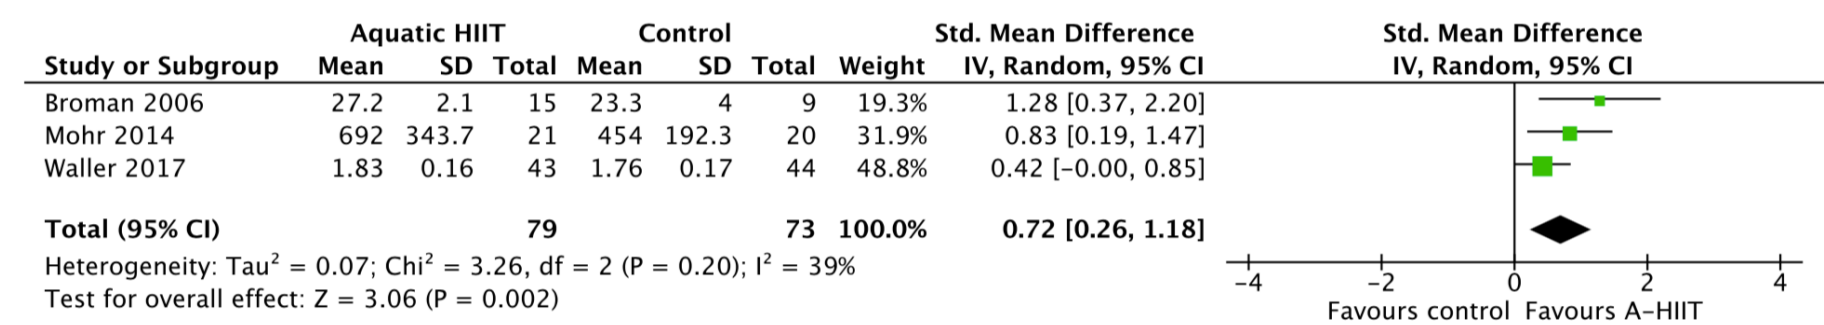 Aquatic HIIT Control Std. Mean Difference Std. Mean Difference
Study or Subgroup Mean SD Total Mean SD Total Weight IV, Random, 95% CI IV, Random, 95% CI
Broman 2006 27.2 2.1 15 23.3 4 9 19.3% 1.28 [0.37, 2.20]
Mohr 2014 692 343.7 21 454 192.3 20 31.9% 0.83 [0.19, 1.47]
Waller 2017 1.83 0.16 43 1.76 0.17 44 48.8% 0.42 [−0.00, 0.85]
Total (95% CI) 79 73 100.0% 0.72 [0.26, 1.18]
Heterogeneity: Tau² = 0.07; Chi² = 3.26, df = 2 (P = 0.20); I² = 39%
Test for overall effect: Z = 3.06 (P = 0.002)
−4 −2 0 2 4
Favours control Favours A-HIIT